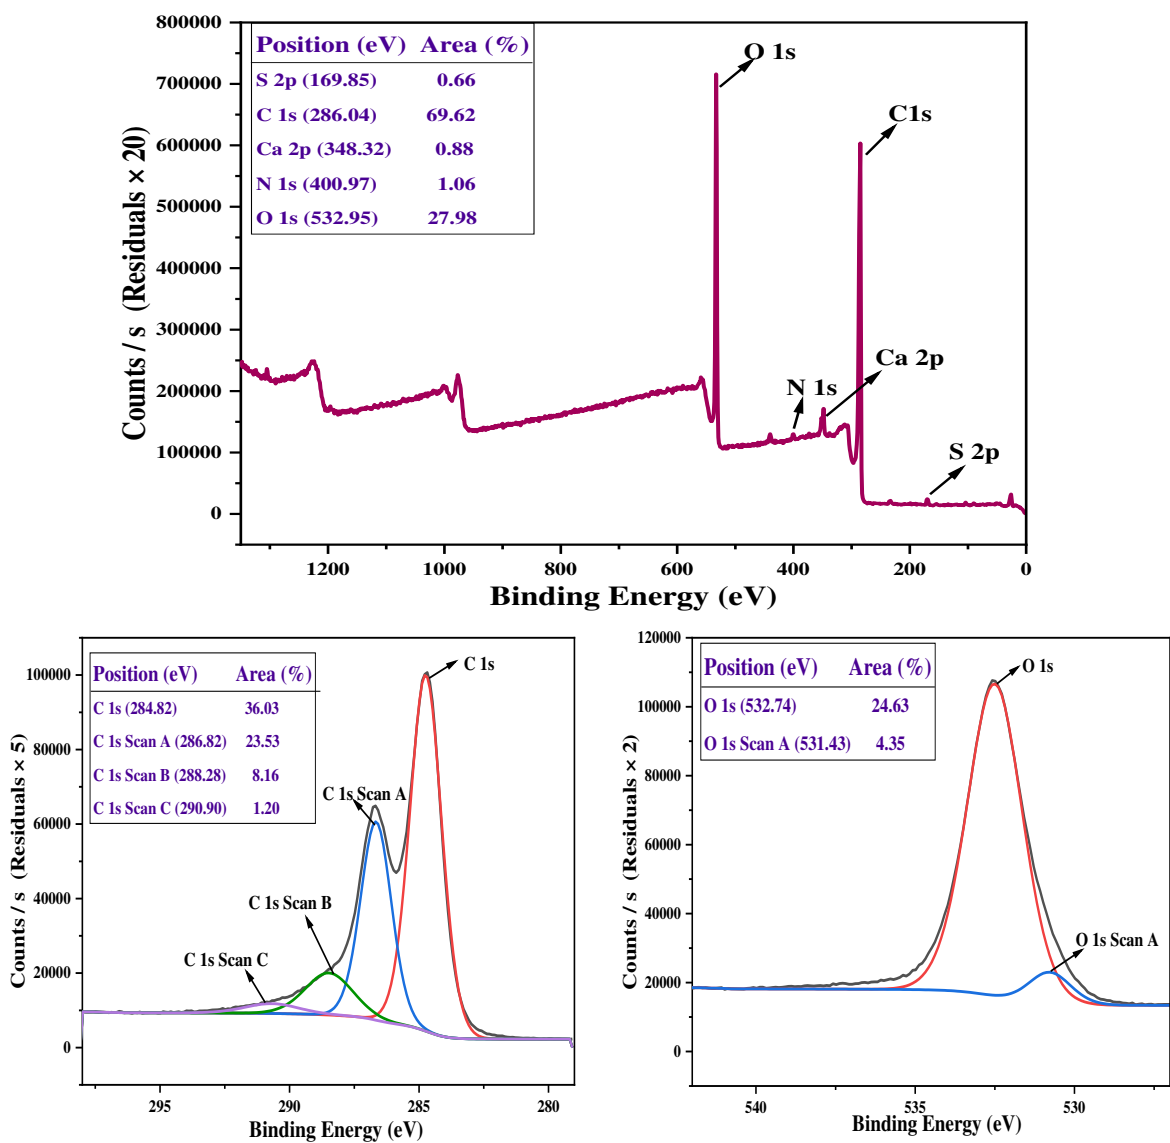 800000
700000
600000
500000
400000
300000
200000
100000
0
Counts / s (Residuals × 20)
Position (eV) Area (%)
S 2p (169.85) 0.66
C 1s (286.04) 69.62
Ca 2p (348.32) 0.88
N 1s (400.97) 1.06
O 1s (532.95) 27.98
O 1s
C1s
Ca 2p
N 1s
S 2p
1200 1000 800 600 400 200 0
Binding Energy (eV)
100000
80000
60000
40000
20000
0
Counts / s (Residuals × 5)
Position (eV) Area (%)
C 1s (284.82) 36.03
C 1s Scan A (286.82) 23.53
C 1s Scan B (288.28) 8.16
C 1s Scan C (290.90) 1.20
C 1s
C 1s Scan A
C 1s Scan B
C 1s Scan C
295 290 285 280
Binding Energy (eV)
120000
100000
80000
60000
40000
20000
0
Counts / s (Residuals × 2)
Position (eV) Area (%)
O 1s (532.74) 24.63
O 1s Scan A (531.43) 4.35
O 1s
O 1s Scan A
540 535 530
Binding Energy (eV)